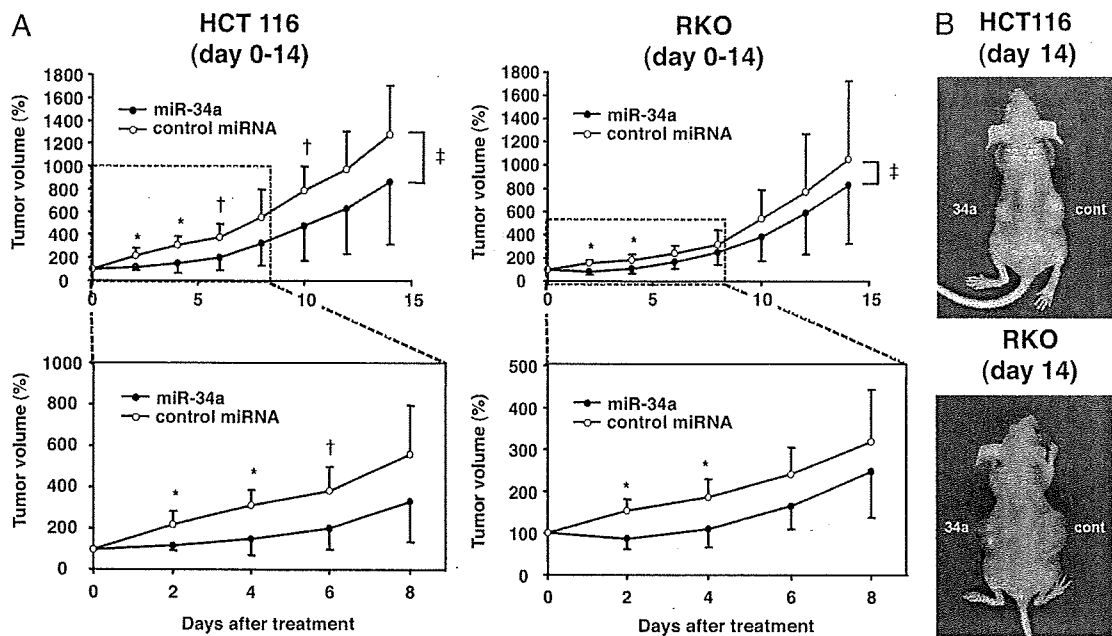 A
HCT 116
(day 0-14)
Tumor volume (%)
1800
1600
1400
1200
1000
800
600
400
200
0
miR-34a
control miRNA
*
*
†
†
‡
0
5
10
15
RKO
(day 0-14)
Tumor volume (%)
1800
1600
1400
1200
1000
800
600
400
200
0
miR-34a
control miRNA
*
*
‡
0
5
10
15
Tumor volume (%)
1000
800
600
400
200
0
miR-34a
control miRNA
*
*
†
0
2
4
6
8
Days after treatment
Tumor volume (%)
500
400
300
200
100
0
miR-34a
control miRNA
*
*
0
2
4
6
8
Days after treatment
B
HCT116
(day 14)
34a
cont
RKO
(day 14)
34a
cont